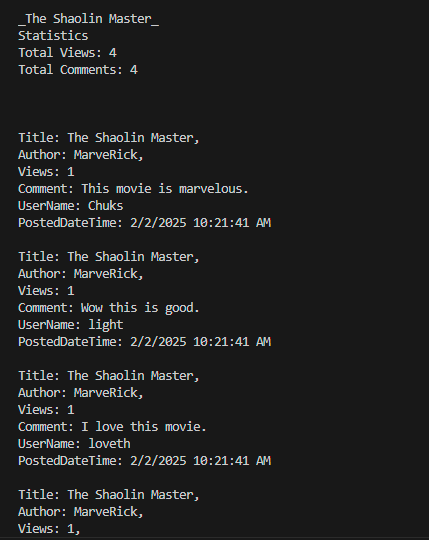 _The Shaolin Master_
Statistics
Total Views: 4
Total Comments: 4
Title: The Shaolin Master,
Author: MarveRick,
Views: 1
Comment: This movie is marvelous.
UserName: Chuks
PostedDateTime: 2/2/2025 10:21:41 AM
Title: The Shaolin Master,
Author: MarveRick,
Views: 1
Comment: Wow this is good.
UserName: light
PostedDateTime: 2/2/2025 10:21:41 AM
Title: The Shaolin Master,
Author: MarveRick,
Views: 1
Comment: I love this movie.
UserName: loveth
PostedDateTime: 2/2/2025 10:21:41 AM
Title: The Shaolin Master,
Author: MarveRick,
Views: 1,